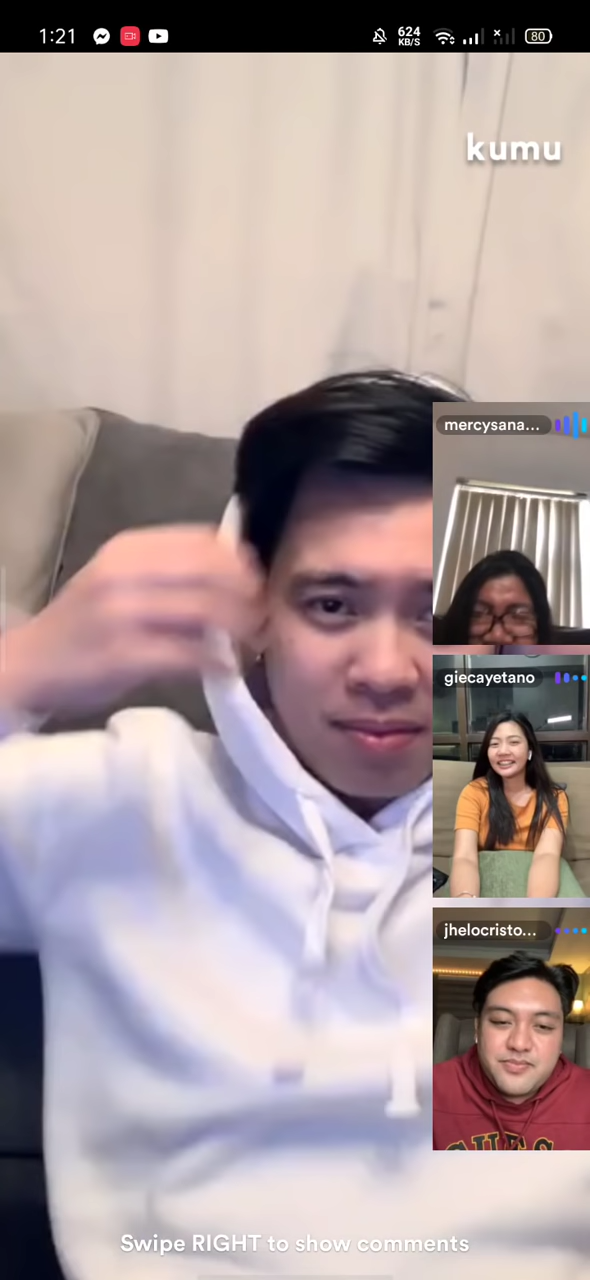 1:21
624
KB/S
80
kumu
mercysana...
giecayetano
jhelocristo...
Swipe RIGHT to show comments